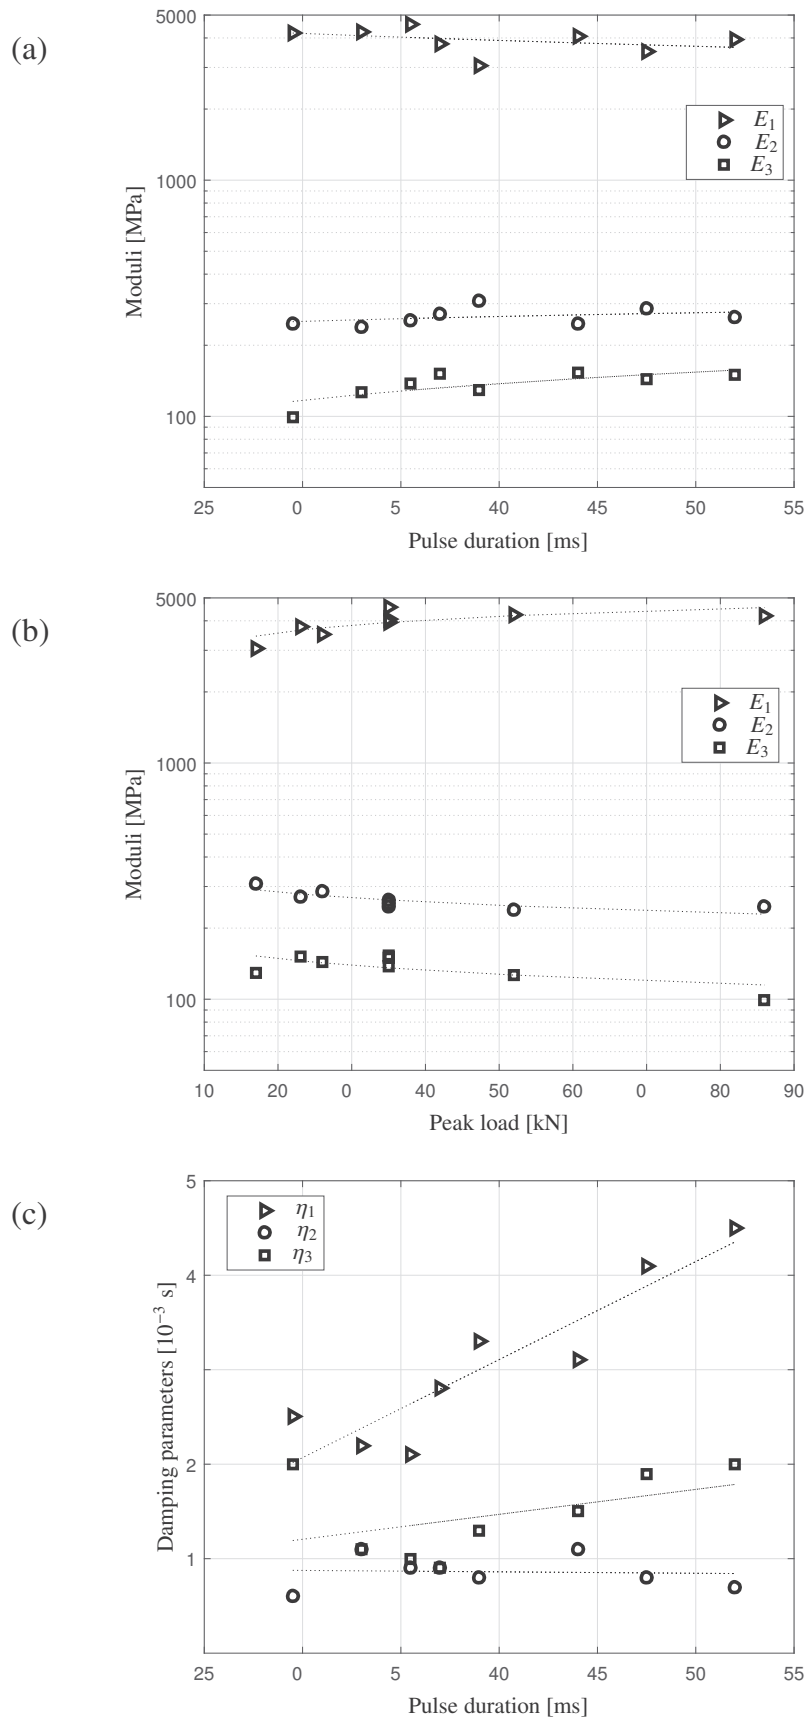 (a)
5000
1000
100
Moduli [MPa]
E1
E2
E3
25 0 5 40 45 50 55
Pulse duration [ms]
(b)
5000
1000
100
Moduli [MPa]
E1
E2
E3
10 20 0 40 50 60 0 80 90
Peak load [kN]
(c)
5
4
2
1
Damping parameters [10⁻³ s]
η1
η2
η3
25 0 5 40 45 50 55
Pulse duration [ms]